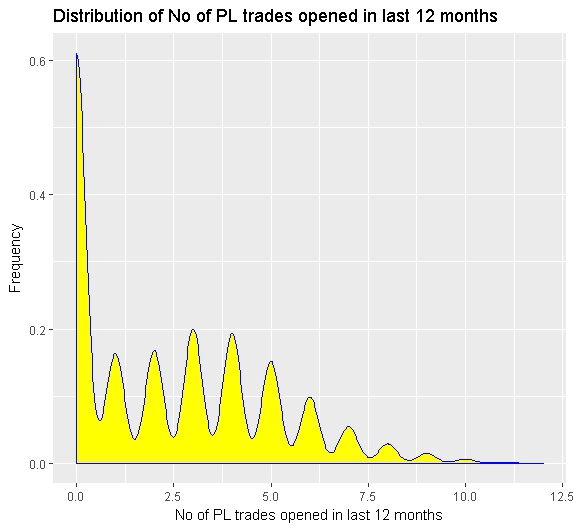 Distribution of No of PL trades opened in last 12 months
0.6
0.4
0.2
0.0
Frequency
0.0 2.5 5.0 7.5 10.0 12.5
No of PL trades opened in last 12 months